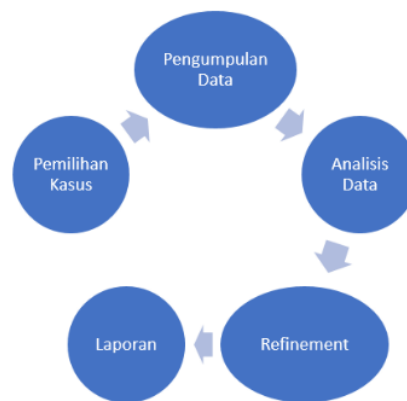 Pengumpulan
Data
Pemilihan
Kasus
Analisis
Data
Refinement
Laporan